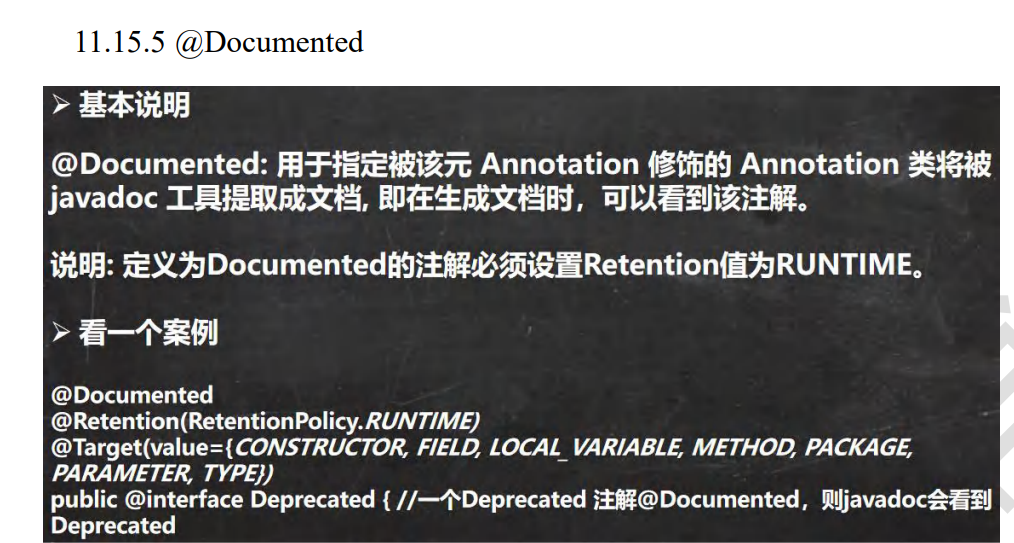 11.15.5 @Documented
➢ 基本说明
@Documented: 用于指定被该元 Annotation 修饰的 Annotation 类将被
javadoc 工具提取成文档, 即在生成文档时，可以看到该注解。
说明: 定义为Documented的注解必须设置Retention值为RUNTIME。
➢ 看一个案例
@Documented
@Retention(RetentionPolicy.RUNTIME)
@Target(value={CONSTRUCTOR, FIELD, LOCAL_VARIABLE, METHOD, PACKAGE,
PARAMETER, TYPE})
public @interface Deprecated { //一个Deprecated 注解@Documented，则javadoc会看到
Deprecated